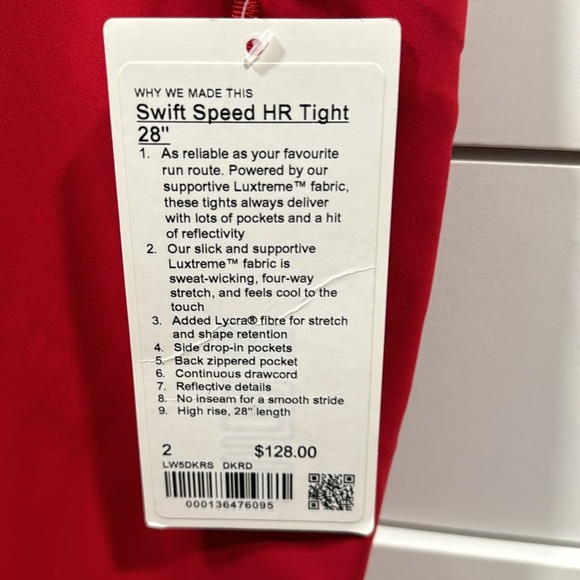 WHY WE MADE THIS
Swift Speed HR Tight
28"
1. As reliable as your favourite
run route. Powered by our
supportive Luxtreme™ fabric,
these tights always deliver
with lots of pockets and a hit
of reflectivity
2. Our slick and supportive
Luxtreme™ fabric is
sweat-wicking, four-way
stretch, and feels cool to the
touch
3. Added Lycra® fibre for stretch
and shape retention
4. Side drop-in pockets
5. Back zippered pocket
6. Continuous drawcord
7. Reflective details
8. No inseam for a smooth stride
9. High rise, 28" length
2 $128.00
LW5DKRS DKRD
000136476095